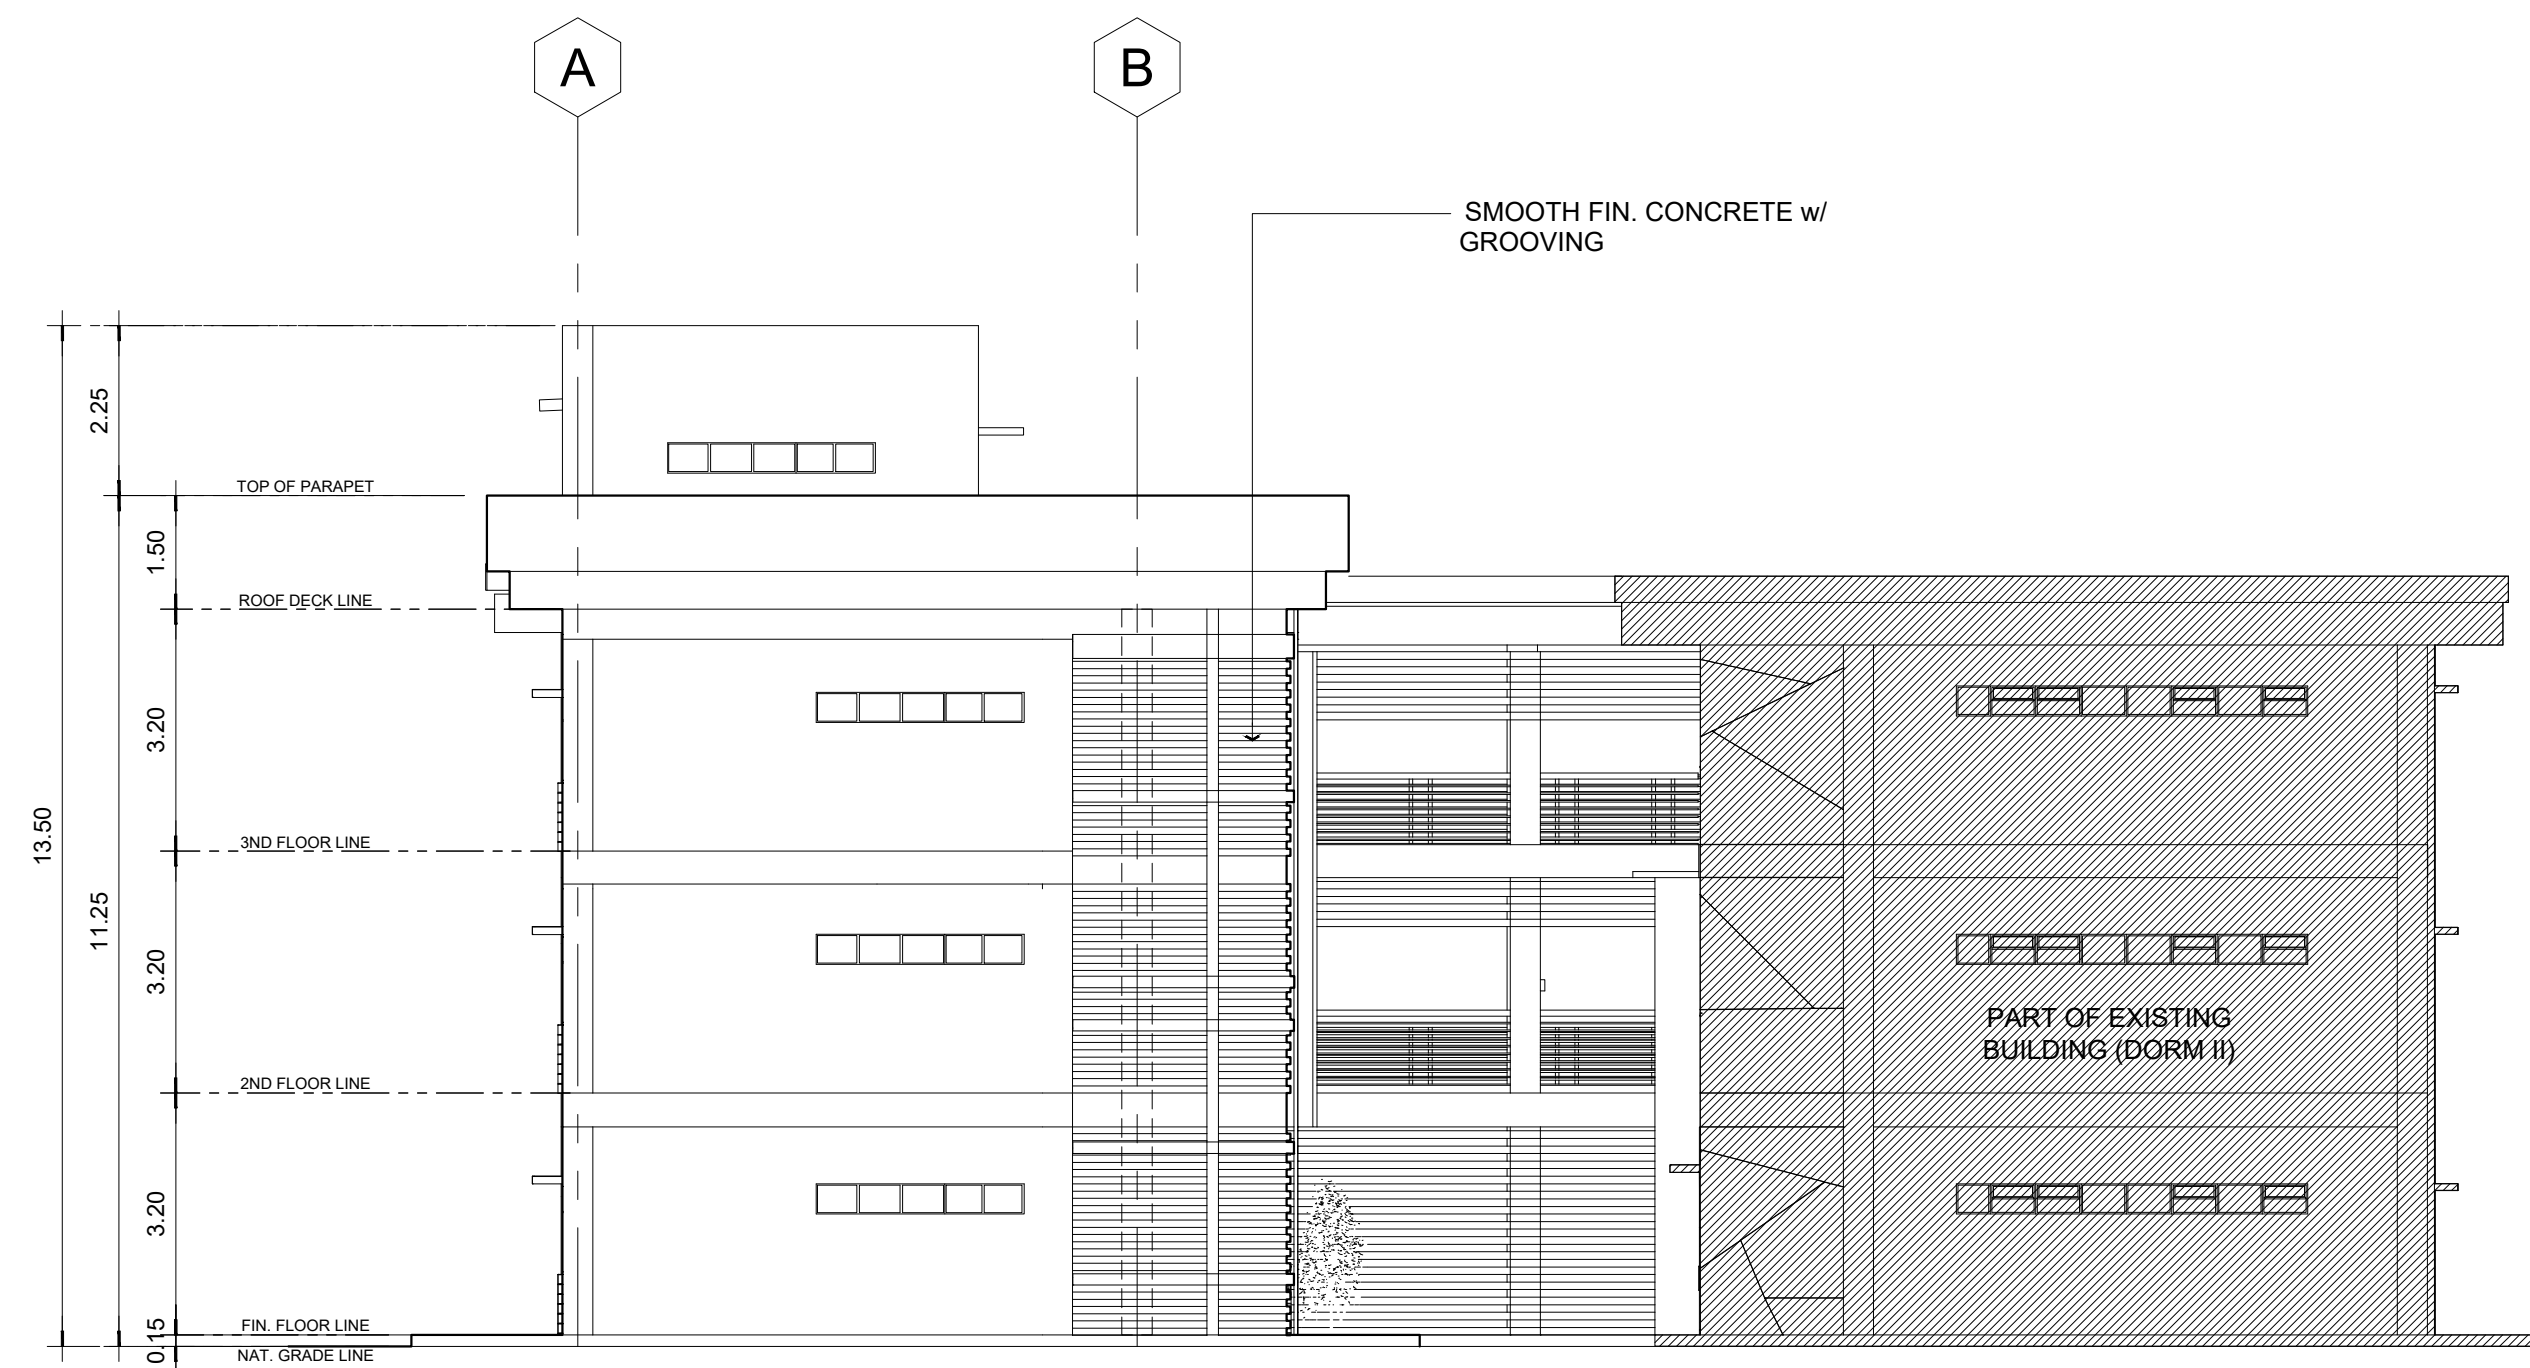 A
B
SMOOTH FIN. CONCRETE w/
GROOVING
2.25
TOP OF PARAPET
1.50
ROOF DECK LINE
3.20
13.50
3ND FLOOR LINE
11.25
3.20
PART OF EXISTING
BUILDING (DORM II)
2ND FLOOR LINE
3.20
FIN. FLOOR LINE
0.15
NAT. GRADE LINE